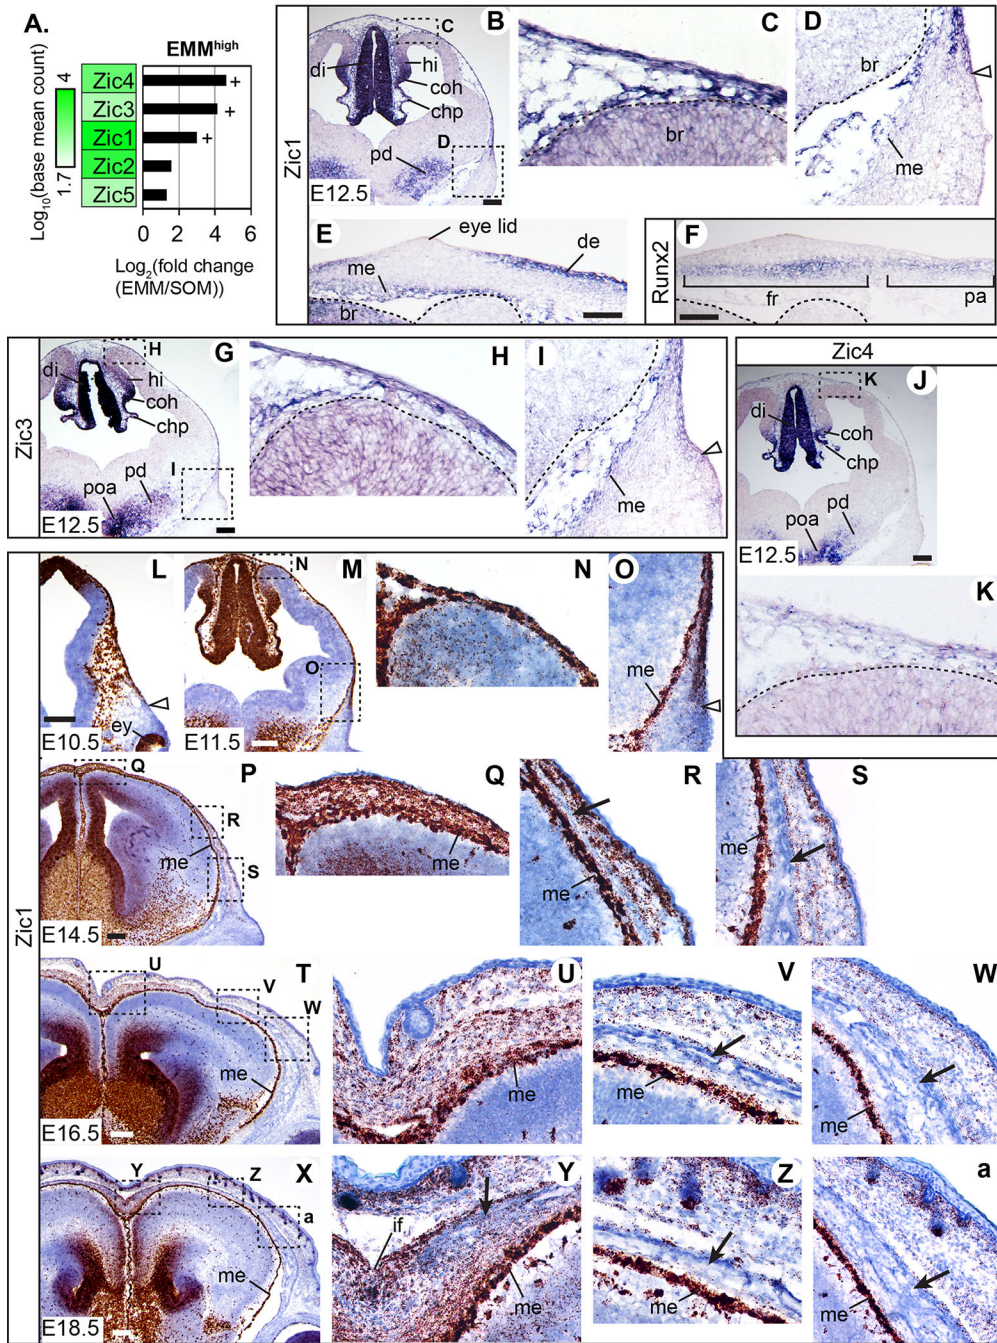 A.
EMMhigh
Log10(base mean count)
4
1.7
Zic4
Zic3
Zic1
Zic2
Zic5
+
+
+
0 2 4 6
Log2(fold change
(EMM/SOM))
Zic1
B
C
D
di
hi
coh
chp
pd
E12.5
C
br
D
br
me
E
eye lid
de
me
br
Runx2
F
fr
pa
Zic3
G
H
I
di
hi
coh
chp
pd
poa
E12.5
H
I
me
Zic4
J
K
di
coh
chp
pd
poa
E12.5
K
Zic1
L
ey
E10.5
M
N
O
E11.5
N
O
me
P
Q
R
S
me
E14.5
Q
me
R
me
S
me
T
U
V
W
me
E16.5
U
me
V
me
W
me
X
Y
Z
a
me
E18.5
Y
if
me
Z
me
a
me